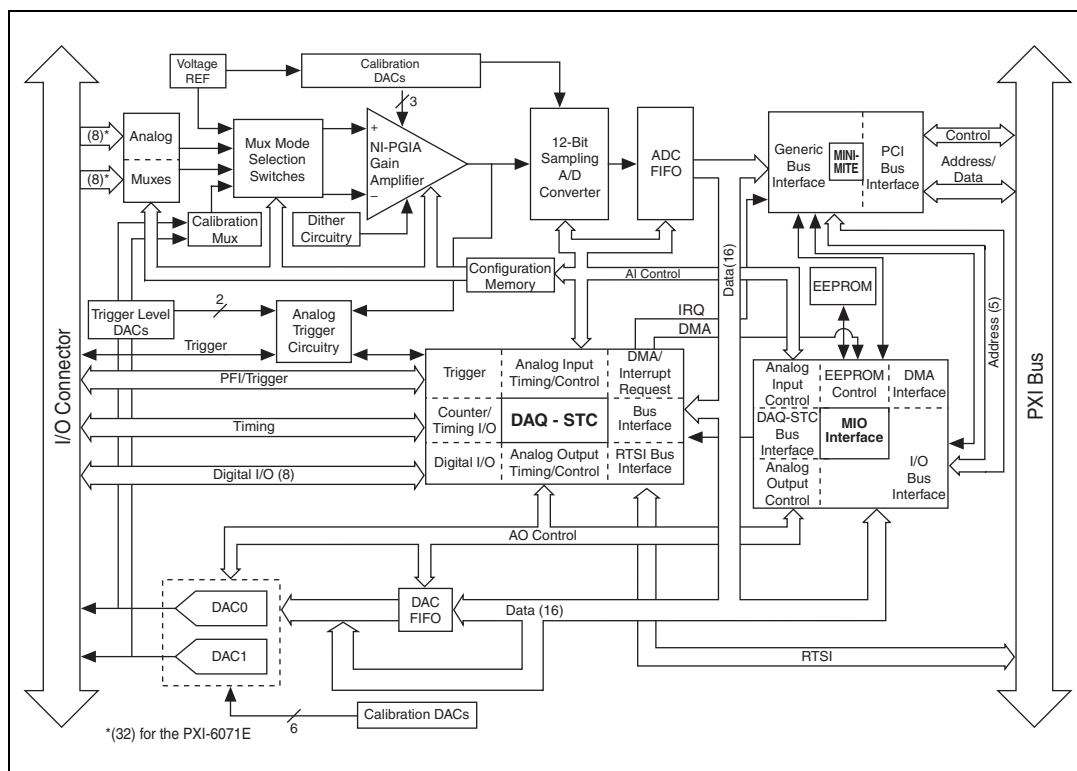 Voltage
REF
Calibration
DACs
3
(8)*
(8)*
Analog
Muxes
Mux Mode
Selection
Switches
+
NI-PGIA
Gain
Amplifier
–
12-Bit
Sampling
A/D
Converter
ADC
FIFO
Generic
Bus
Interface
MINI-
MITE
PCI
Bus
Interface
Control
Address/
Data
Calibration
Mux
Dither
Circuitry
Configuration
Memory
AI Control
Data(16)
EEPROM
Address (5)
Trigger Level
DACs
2
Analog
Trigger
Circuitry
IRQ
DMA
Trigger
PFI/Trigger
Timing
Digital I/O (8)
Trigger
Analog Input
Timing/Control
DMA/
Interrupt
Request
Counter/
Timing I/O
DAQ - STC
Bus
Interface
Digital I/O
Analog Output
Timing/Control
RTSI Bus
Interface
Analog
Input
Control
EEPROM
Control
DMA
Interface
DAQ-STC
Bus
Interface
MIO
Interface
Analog
Output
Control
I/O
Bus
Interface
I/O Connector
PXI Bus
AO Control
DAC0
DAC1
DAC
FIFO
Data (16)
RTSI
6
Calibration DACs
*(32) for the PXI-6071E